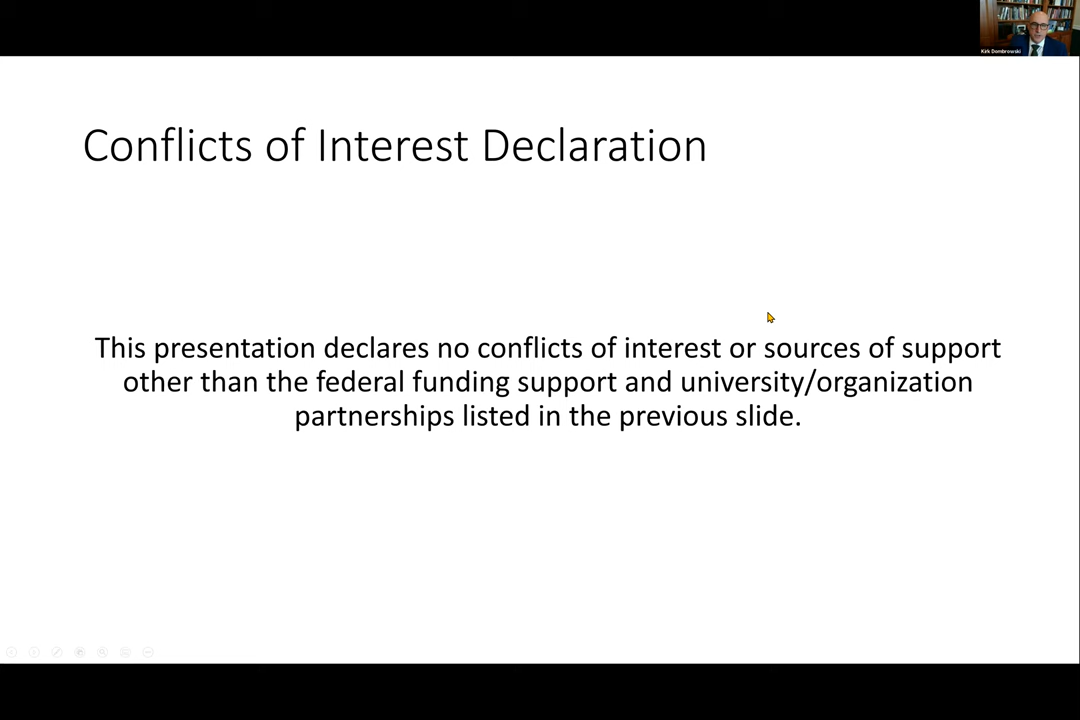 Kirk Dombrowski
Conflicts of Interest Declaration
This presentation declares no conflicts of interest or sources of support
other than the federal funding support and university/organization
partnerships listed in the previous slide.